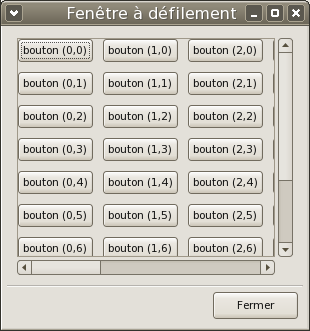 Fenêtre à défilement
bouton (0,0) bouton (1,0) bouton (2,0)
bouton (0,1) bouton (1,1) bouton (2,1)
bouton (0,2) bouton (1,2) bouton (2,2)
bouton (0,3) bouton (1,3) bouton (2,3)
bouton (0,4) bouton (1,4) bouton (2,4)
bouton (0,5) bouton (1,5) bouton (2,5)
bouton (0,6) bouton (1,6) bouton (2,6)
Fermer